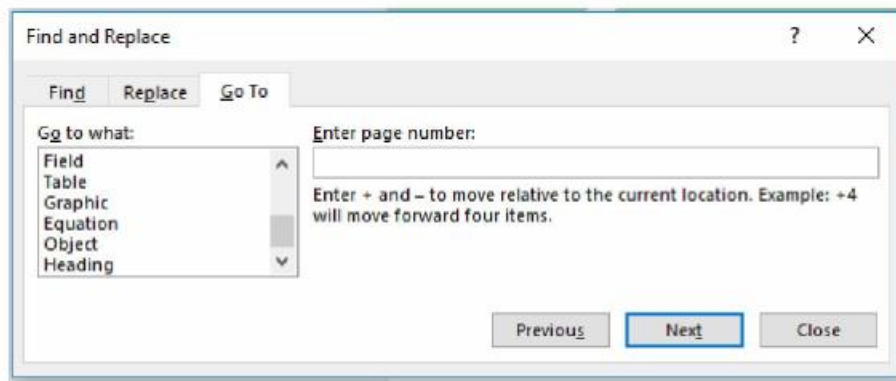 Find and Replace
?
Find
Replace
Go To
Go to what:
Enter page number:
Field
Table
Graphic
Equation
Object
Heading
Enter + and – to move relative to the current location. Example: +4
will move forward four items.
Previous
Next
Close